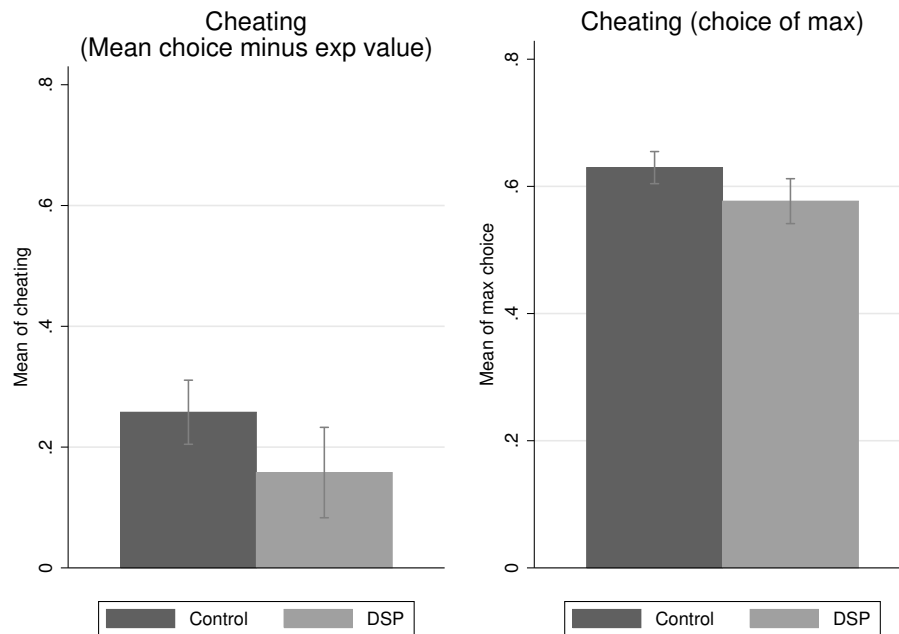 Cheating
(Mean choice minus exp value)
Mean of cheating
.8
.6
.4
.2
0
Control
DSP
Cheating (choice of max)
Mean of max choice
.8
.6
.4
.2
0
Control
DSP